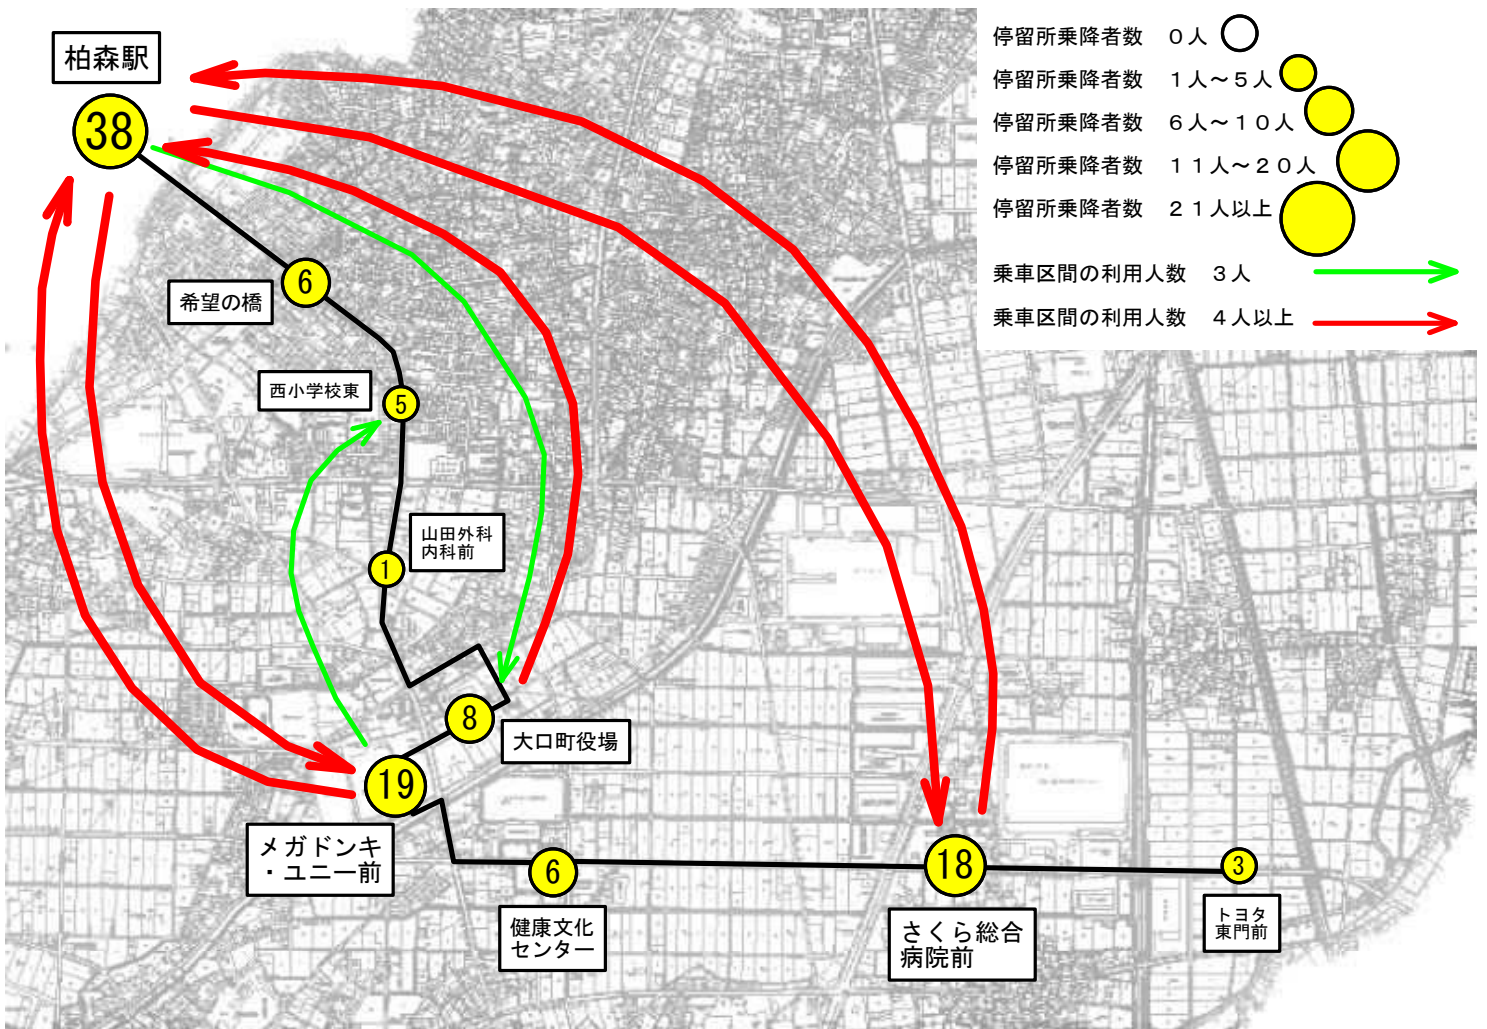 柏森駅
38
停留所乗降者数　０人
停留所乗降者数　１人～５人
停留所乗降者数　６人～１０人
停留所乗降者数　１１人～２０人
停留所乗降者数　２１人以上
乗車区間の利用人数　３人
乗車区間の利用人数　４人以上
6
希望の橋
西小学校東
5
山田外科
内科前
1
8
大口町役場
19
メガドンキ
・ユニー前
6
健康文化
センター
18
さくら総合
病院前
3
トヨタ
東門前